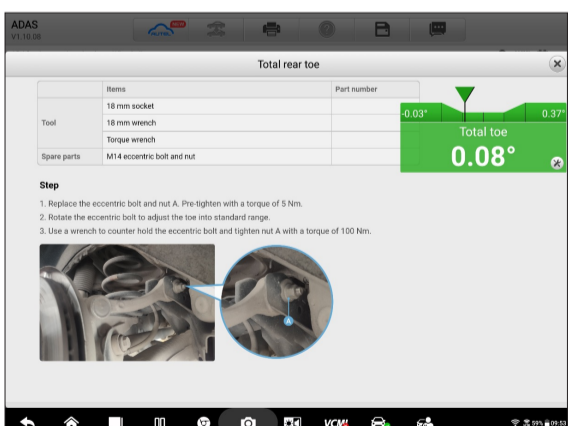 ADAS
V1.10.08
AUTEL
NEW
Total rear toe
Items
Part number
Tool
18 mm socket
18 mm wrench
Torque wrench
Spare parts
M14 eccentric bolt and nut
-0.03°
0.37°
Total toe
0.08°
Step
1. Replace the eccentric bolt and nut A. Pre-tighten with a torque of 5 Nm.
2. Rotate the eccentric bolt to adjust the toe into standard range.
3. Use a wrench to counter hold the eccentric bolt and tighten nut A with a torque of 100 Nm.
A
VCMI
59%
09:53